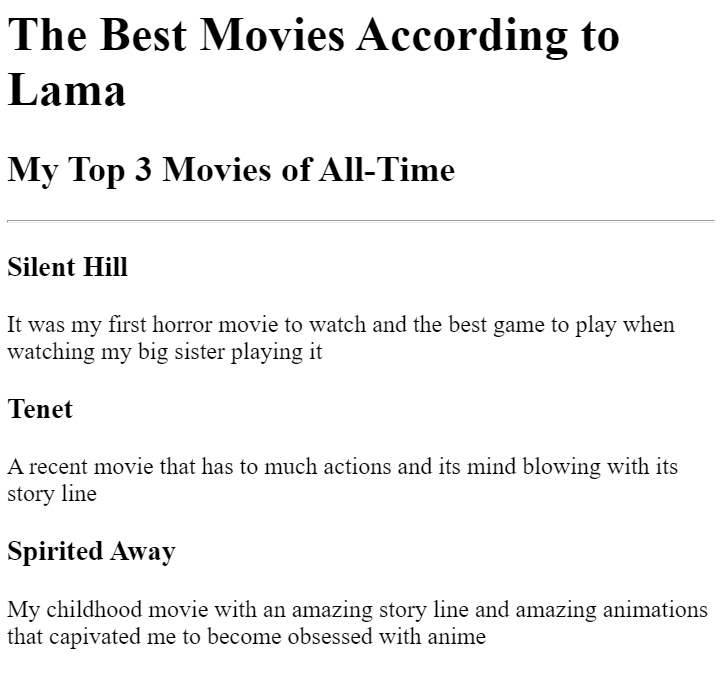 The Best Movies According to
Lama
My Top 3 Movies of All-Time
Silent Hill
It was my first horror movie to watch and the best game to play when
watching my big sister playing it
Tenet
A recent movie that has to much actions and its mind blowing with its
story line
Spirited Away
My childhood movie with an amazing story line and amazing animations
that capivated me to become obsessed with anime